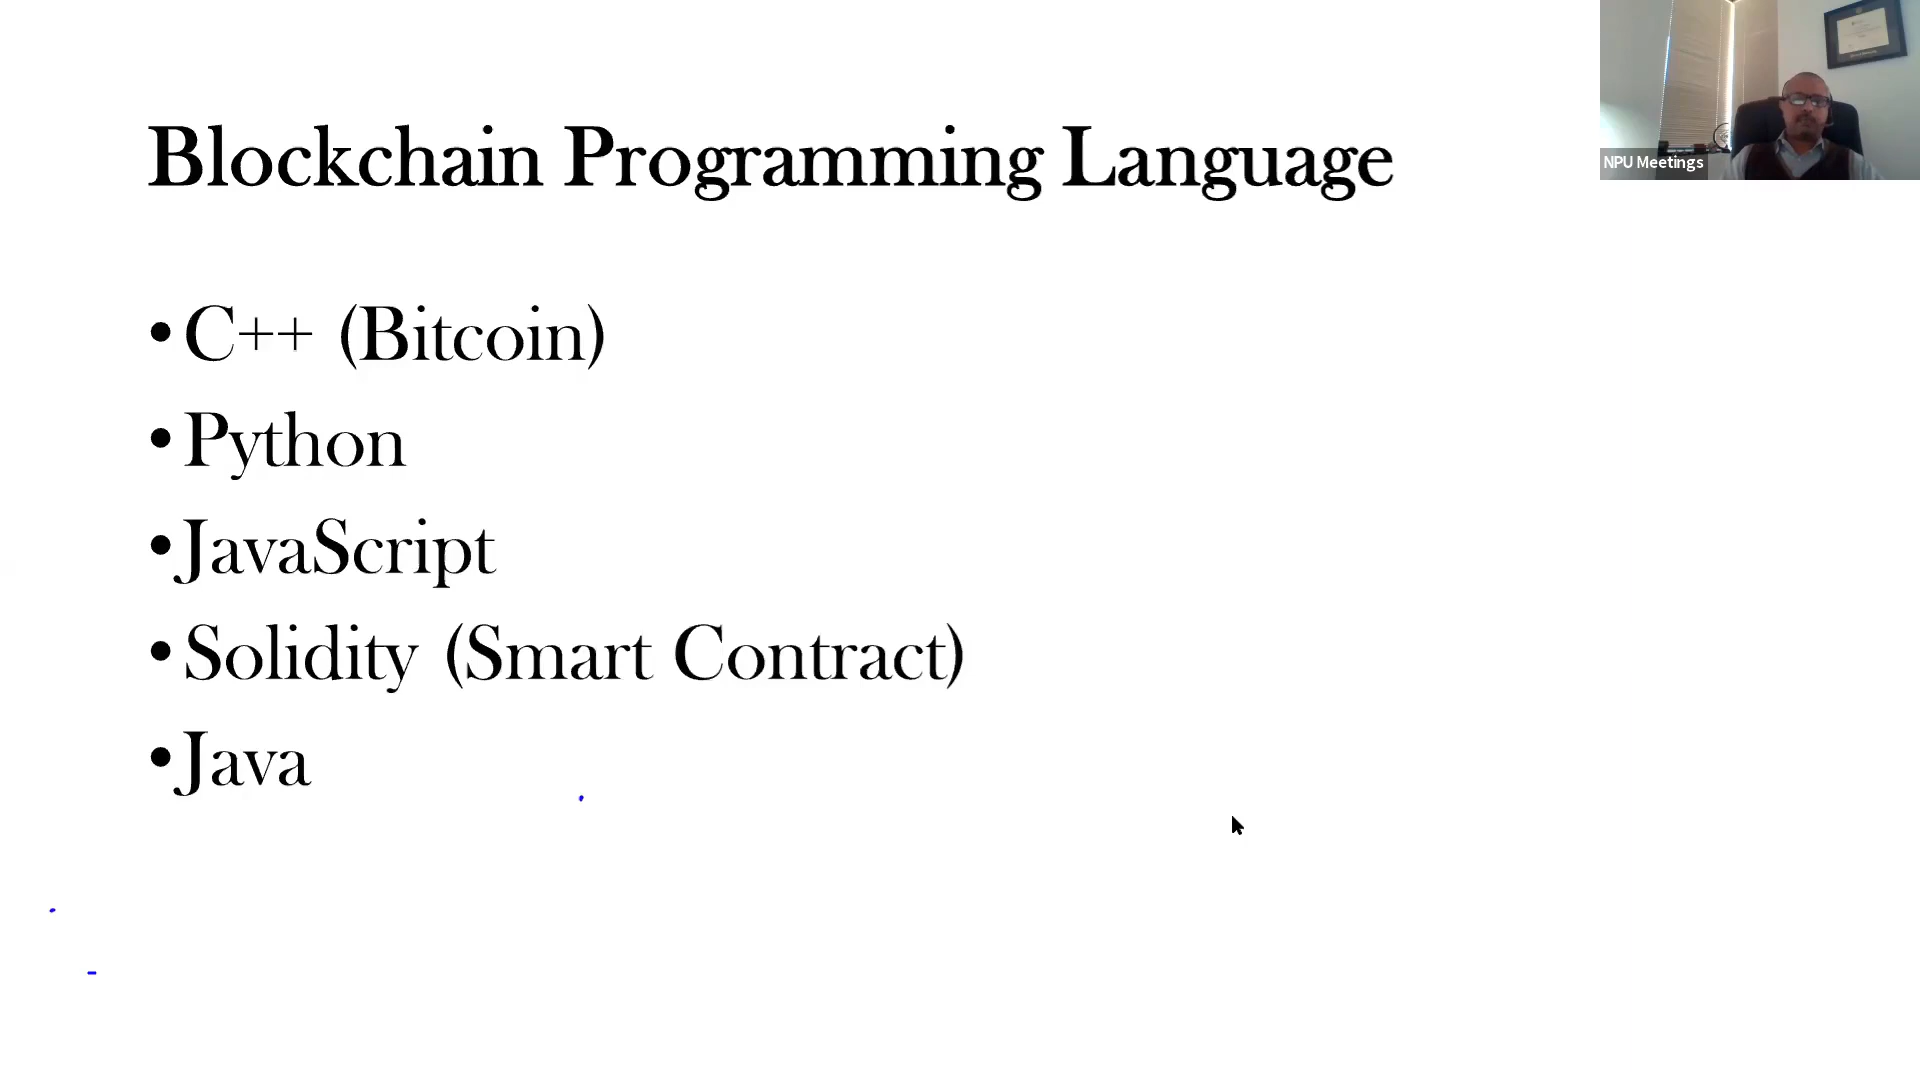 Blockchain Programming Language
NPU Meetings
• C++ (Bitcoin)
• Python
• JavaScript
• Solidity (Smart Contract)
• Java